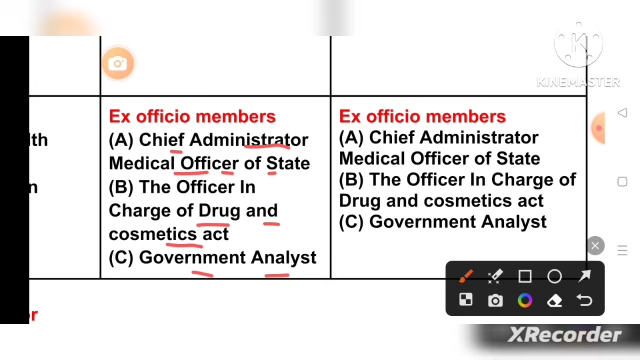 KINEMASTER
lth
n
Ex officio members
(A) Chief Administrator
Medical Officer of State
(B) The Officer In
Charge of Drug and
cosmetics act
(C) Government Analyst
Ex officio members
(A) Chief Administrator
Medical Officer of State
(B) The Officer In Charge of
Drug and cosmetics act
(C) Government Analyst
or
XRecorder